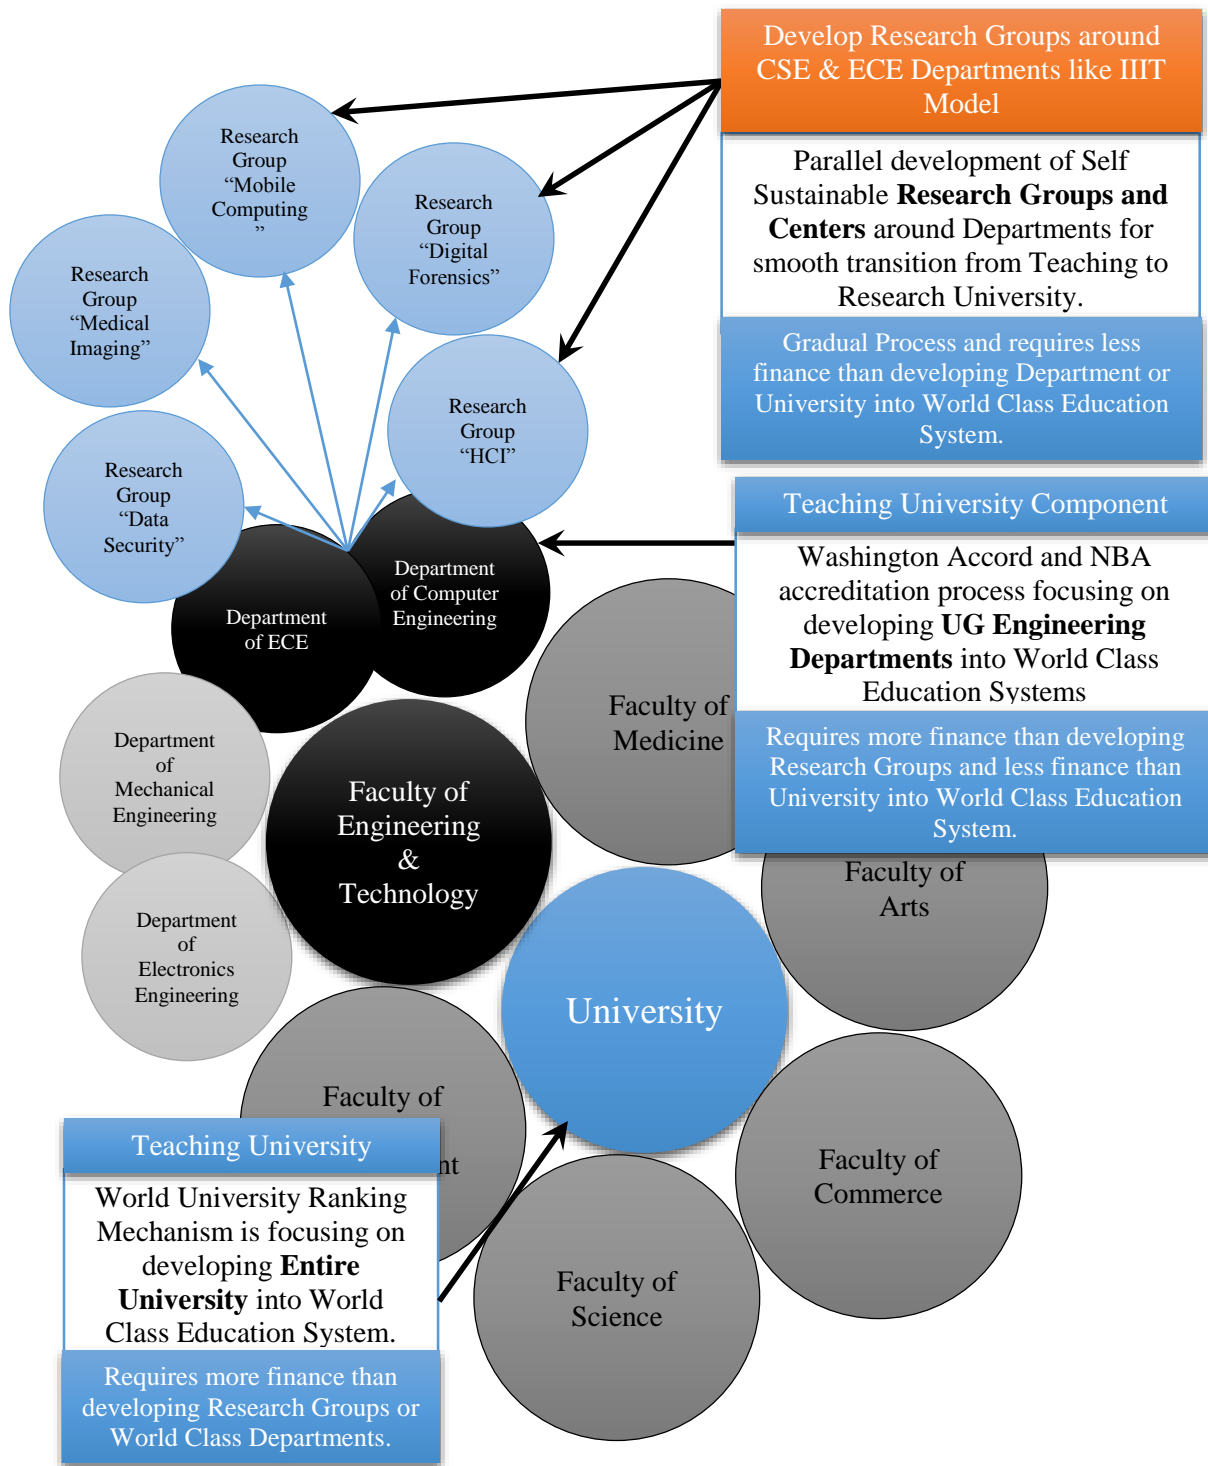 Develop Research Groups around
CSE & ECE Departments like IIIT
Model
Parallel development of Self
Sustainable Research Groups and
Centers around Departments for
smooth transition from Teaching to
Research University.
Gradual Process and requires less
finance than developing Department or
University into World Class Education
System.
Research
Group
“Mobile
Computing
”
Research
Group
“Digital
Forensics”
Research
Group
“Medical
Imaging”
Research
Group
“HCI”
Research
Group
“Data
Security”
Teaching University Component
Washington Accord and NBA
accreditation process focusing on
developing UG Engineering
Departments into World Class
Education Systems
Requires more finance than developing
Research Groups and less finance than
University into World Class Education
System.
Department
of Computer
Engineering
Department
of ECE
Faculty of
Medicine
Department
of
Mechanical
Engineering
Faculty of
Engineering
&
Technology
Faculty of
Arts
Department
of
Electronics
Engineering
University
Faculty of
nt
Faculty of
Commerce
Faculty of
Science
Teaching University
World University Ranking
Mechanism is focusing on
developing Entire
University into World
Class Education System.
Requires more finance than
developing Research Groups or
World Class Departments.